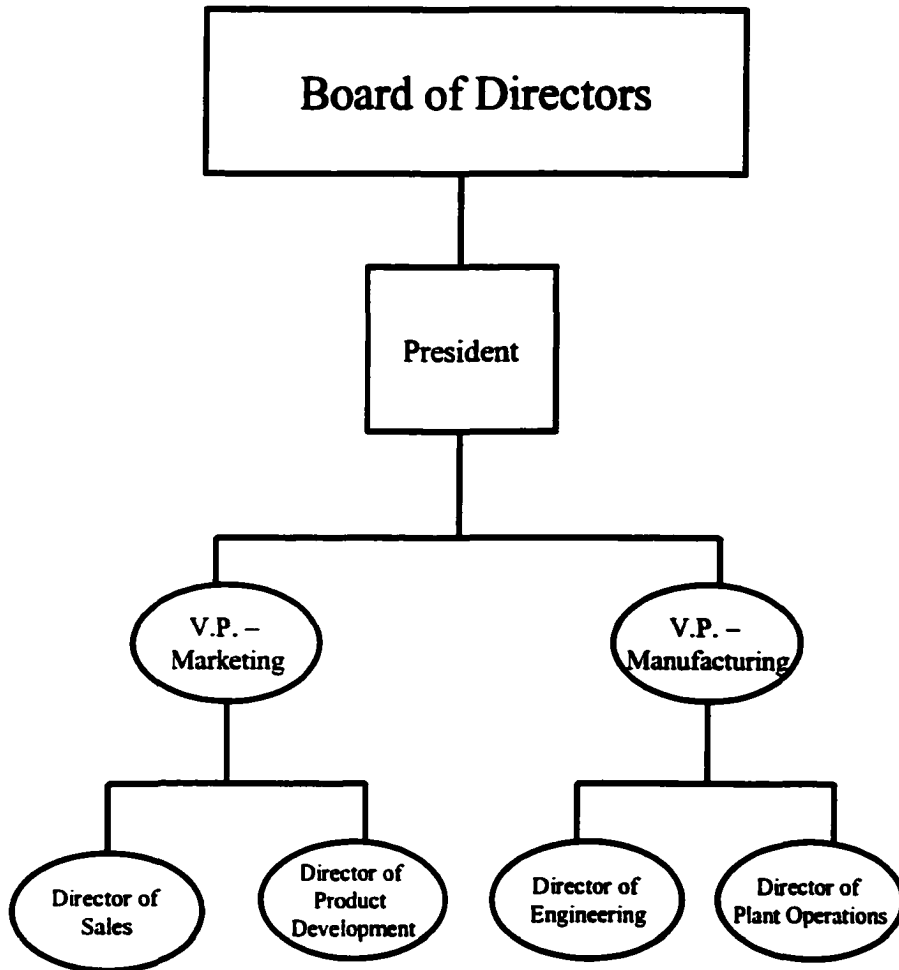 Board of Directors
President
V.P. –
Marketing
V.P. –
Manufacturing
Director of
Sales
Director of
Product
Development
Director of
Engineering
Director of
Plant Operations